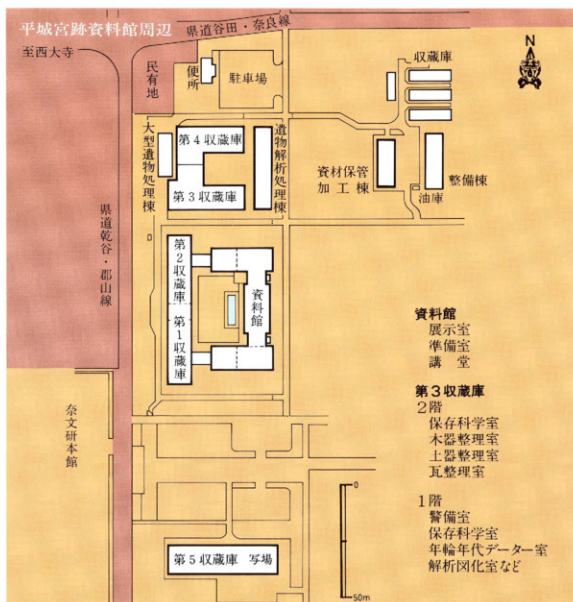 平城宮跡資料館周辺
県道谷田・奈良線
至西大寺
民有地
便所
駐車場
収蔵庫
N
大型遺物処理棟
第4収蔵庫
第3収蔵庫
遺物解析処理棟
資材保管
加工棟
整備棟
油庫
県道乾谷・郡山線
第2収蔵庫
第1収蔵庫
資料館
資料館
展示室
準備室
講 堂
第3収蔵庫
2階
保存科学室
木器整理室
土器整理室
瓦整理室
1階
警備室
保存科学室
年輪年代データー室
解析図化室など
奈文研本館
第5収蔵庫 写場
0
50m